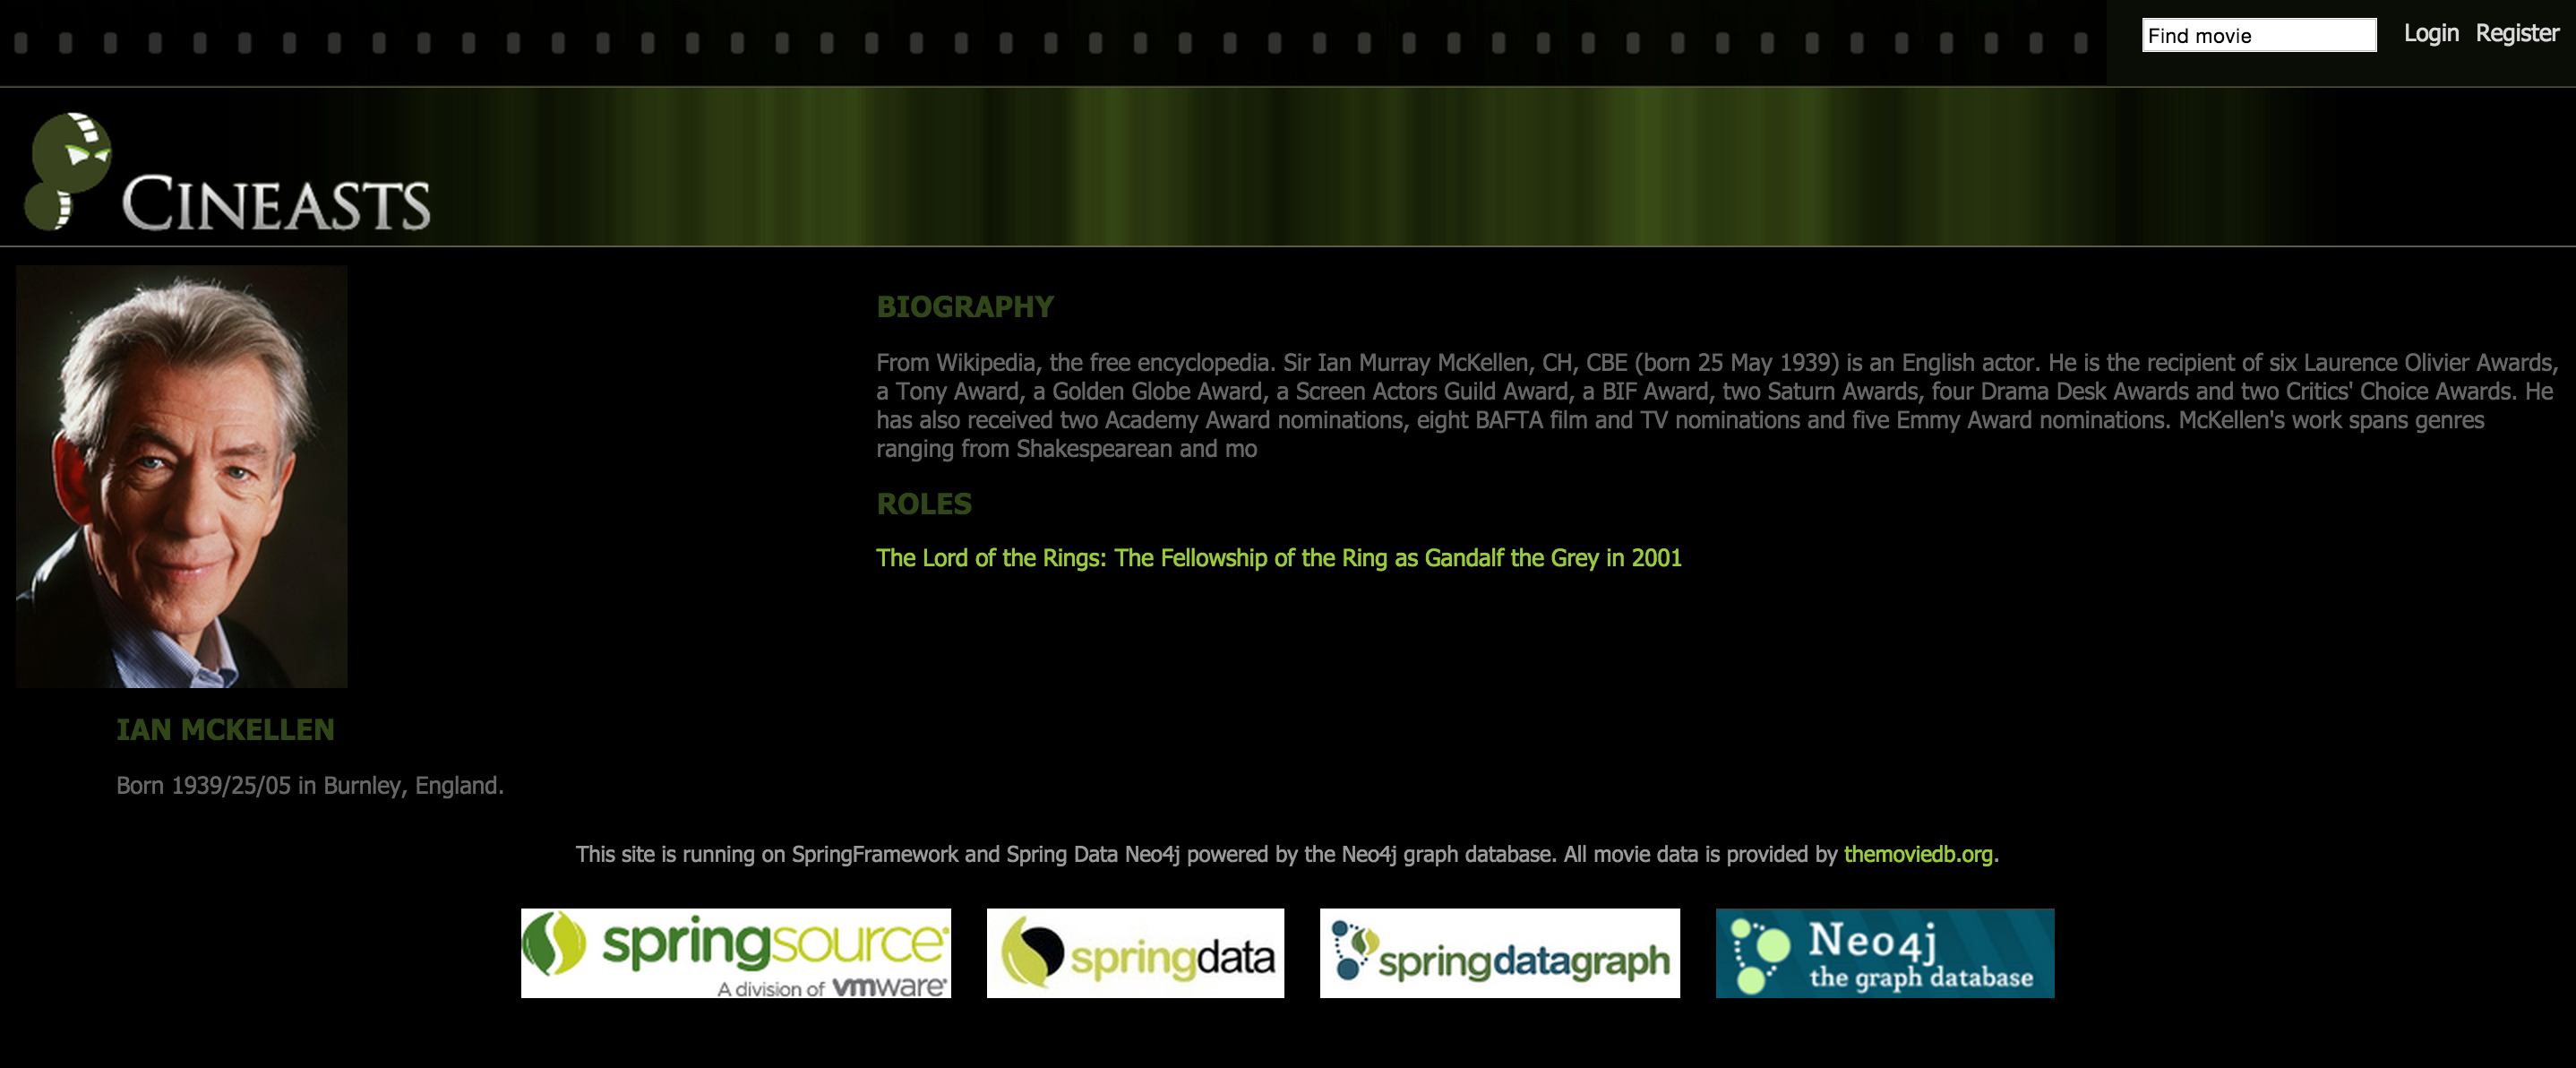 Find movie
Login Register
CINEASTS
BIOGRAPHY
From Wikipedia, the free encyclopedia. Sir Ian Murray McKellen, CH, CBE (born 25 May 1939) is an English actor. He is the recipient of six Laurence Olivier Awards,
a Tony Award, a Golden Globe Award, a Screen Actors Guild Award, a BIF Award, two Saturn Awards, four Drama Desk Awards and two Critics' Choice Awards. He
has also received two Academy Award nominations, eight BAFTA film and TV nominations and five Emmy Award nominations. McKellen's work spans genres
ranging from Shakespearean and mo
ROLES
The Lord of the Rings: The Fellowship of the Ring as Gandalf the Grey in 2001
IAN MCKELLEN
Born 1939/25/05 in Burnley, England.
This site is running on SpringFramework and Spring Data Neo4j powered by the Neo4j graph database. All movie data is provided by themoviedb.org.
springsource
A division of vmware
springdata
springdatagraph
Neo4j
the graph database